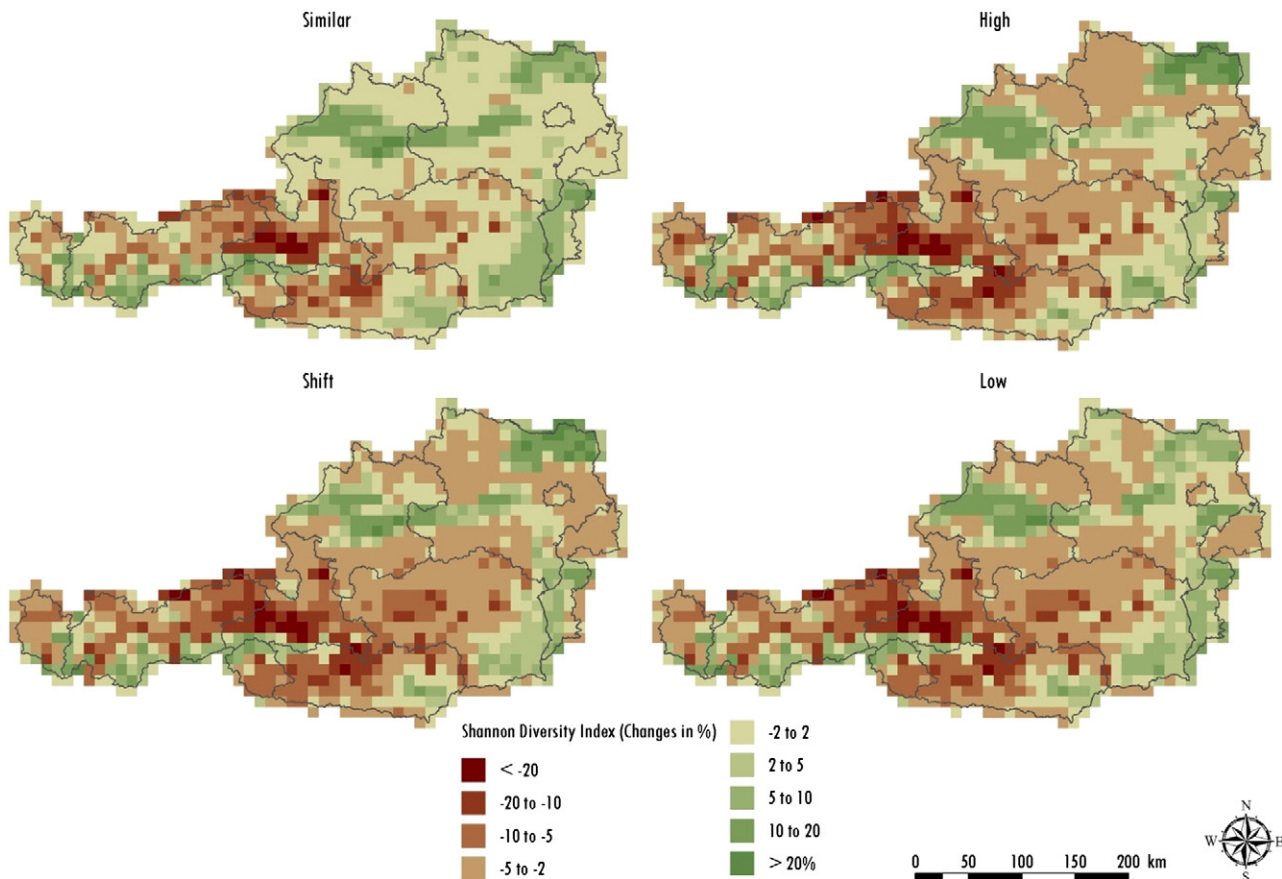 Similar
High
Shift
Low
Shannon Diversity Index (Changes in %)
< -20
-20 to -10
-10 to -5
-5 to -2
-2 to 2
2 to 5
5 to 10
10 to 20
> 20%
0 25 50 100 150 200 km
N
W E
S